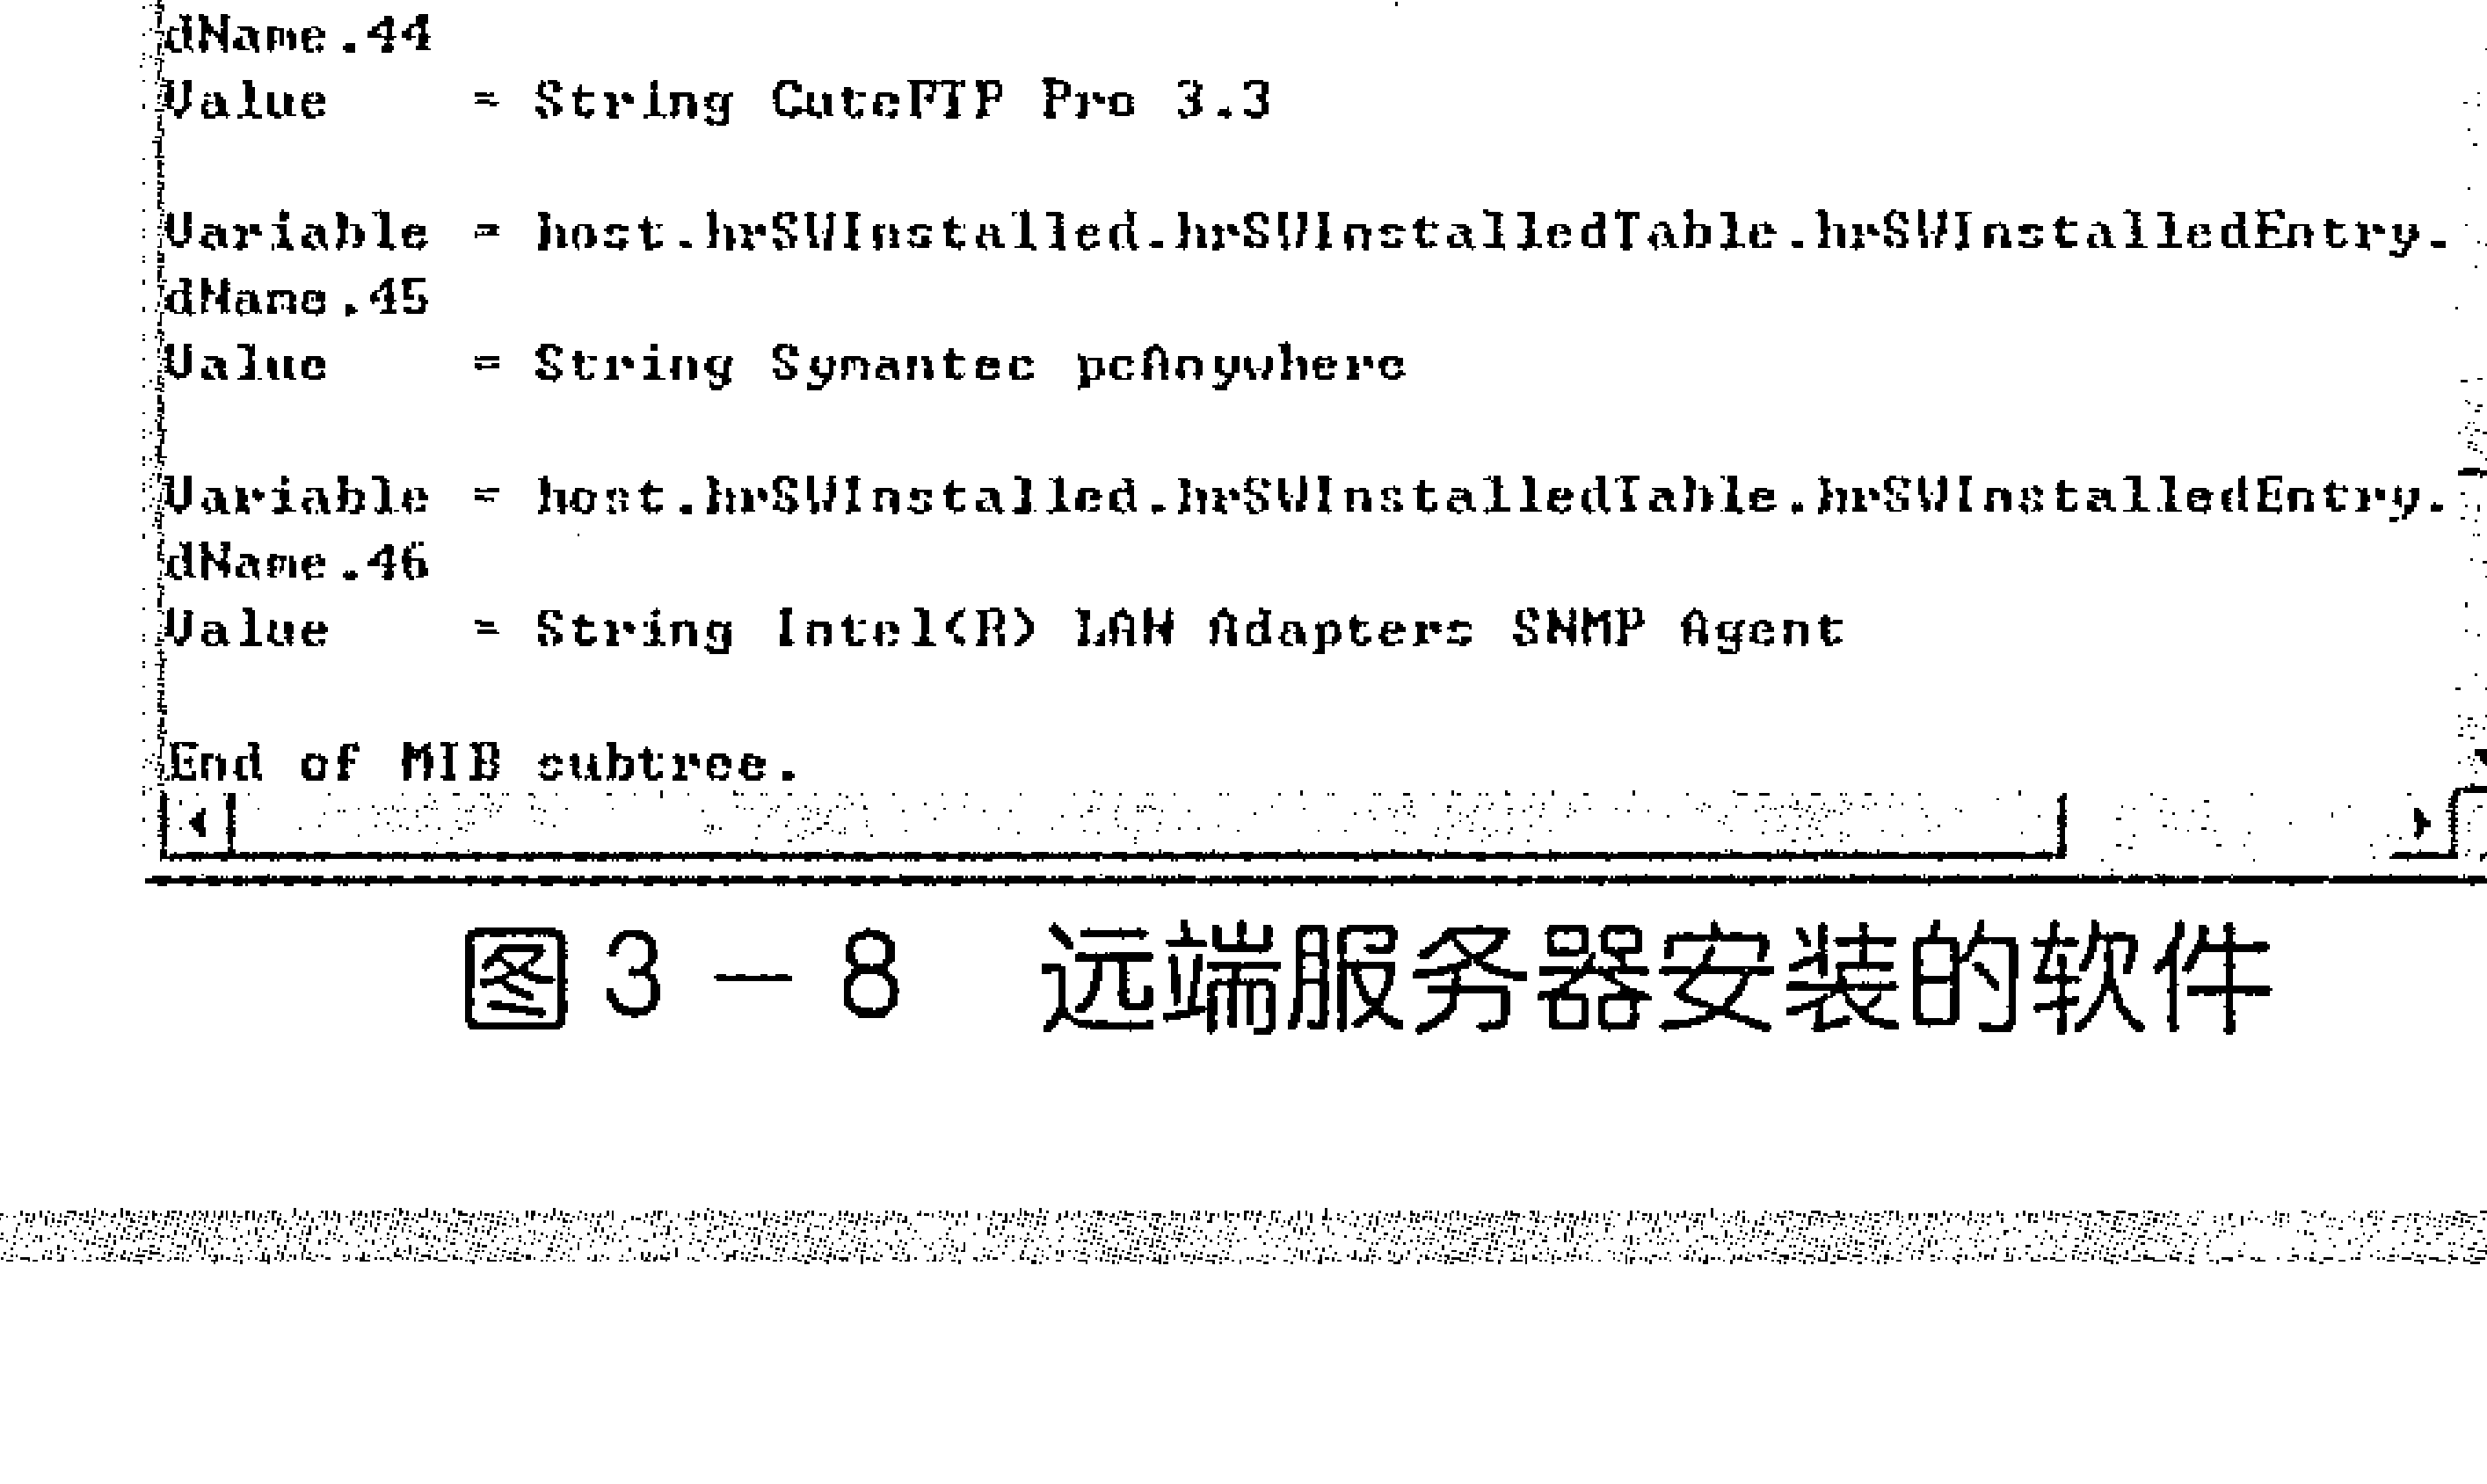 dName.44
Value    = String CuteFTP Pro 3.3
Variable = host.hrSWInstalled.hrSWInstalledTable.hrSWInstalledEntry.
dName.45
Value    = String Symantec pcAnywhere
Variable = host.hrSWInstalled.hrSWInstalledTable.hrSWInstalledEntry.
dName.46
Value    = String Intel(R) LAN Adapters SNMP Agent
End of MIB subtree.
图3-8 远端服务器安装的软件